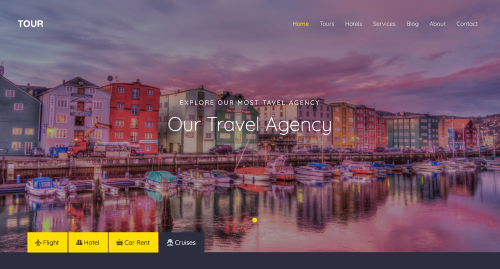 TOUR
Home Tours Hotels Services Blog About Contact
EXPLORE OUR MOST TAVEL AGENCY
Our Travel Agency
Flight Hotel Car Rent Cruises